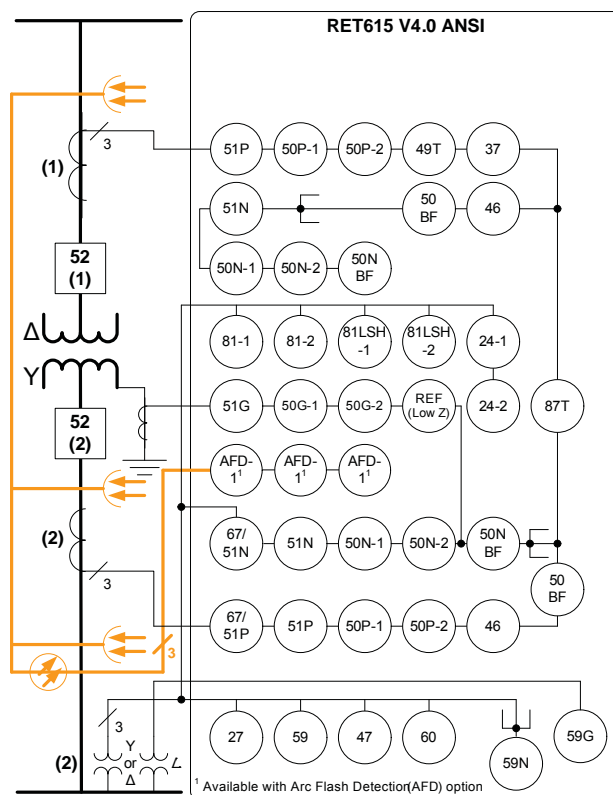 RET615 V4.0 ANSI
3
(1)
51P 50P-1 50P-2 49T 37
51N 50 BF 46
50N-1 50N-2 50N BF
52 (1)
Δ
Y
81-1 81-2 81LSH -1 81LSH -2 24-1
51G 50G-1 50G-2 REF (Low Z) 24-2 87T
52 (2)
AFD- 1¹ AFD- 1¹ AFD- 1¹
(2)
67/ 51N 51N 50N-1 50N-2 50N BF
3
50 BF
67/ 51P 51P 50P-1 50P-2 46
3
3
(2)
Y or Δ
27 59 47 60 59N 59G
¹ Available with Arc Flash Detection(AFD) option